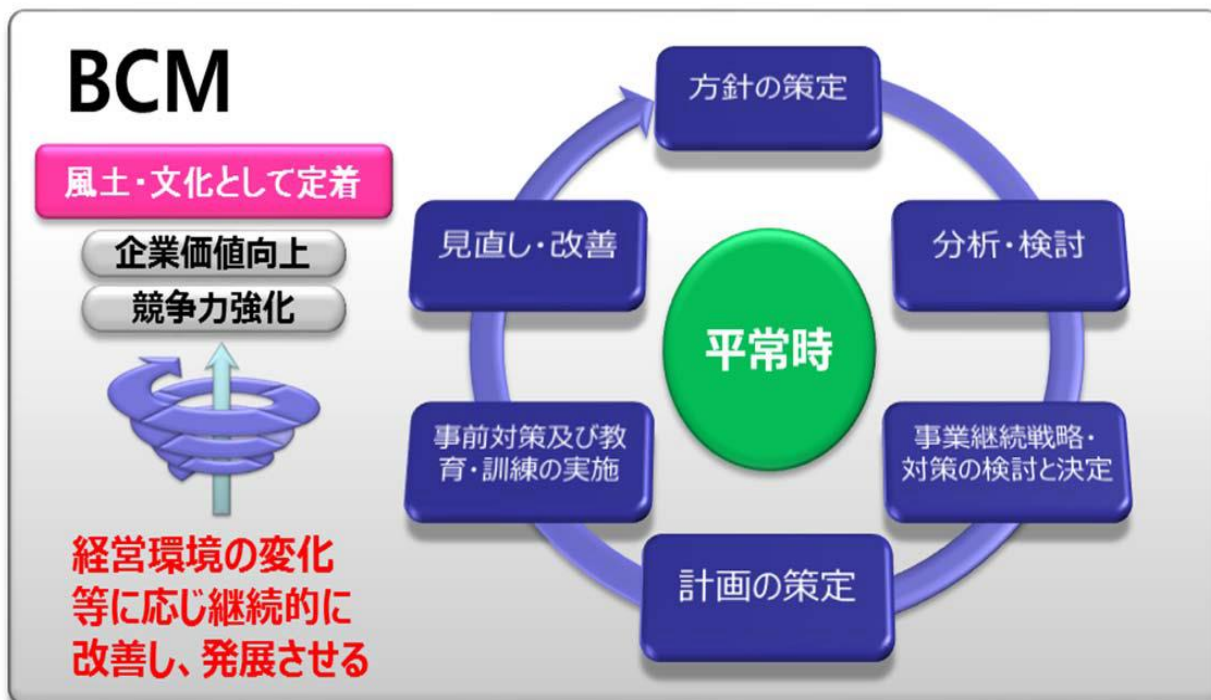 BCM
風土・文化として定着
企業価値向上
競争力強化
経営環境の変化
等に応じ継続的に
改善し、発展させる
方針の策定
分析・検討
事業継続戦略・
対策の検討と決定
計画の策定
事前対策及び教
育・訓練の実施
見直し・改善
平常時